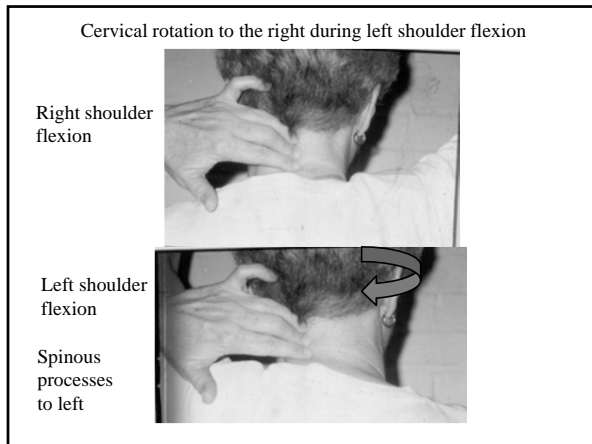 Cervical rotation to the right during left shoulder flexion
Right shoulder
flexion
Left shoulder
flexion
Spinous
processes
to left